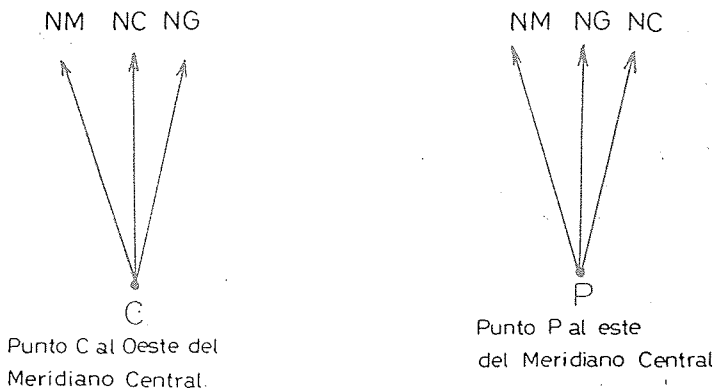 NM NC NG
C
Punto C al Oeste del
Meridiano Central.
NM NG NC
P
Punto P al este
del Meridiano Central